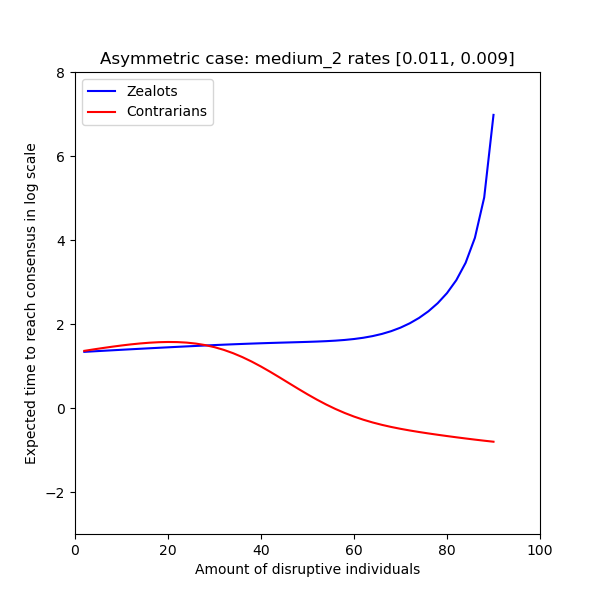 Asymmetric case: medium_2 rates [0.011, 0.009]
Zealots
Contrarians
Expected time to reach consensus in log scale
8
6
4
2
0
−2
0 20 40 60 80 100
Amount of disruptive individuals